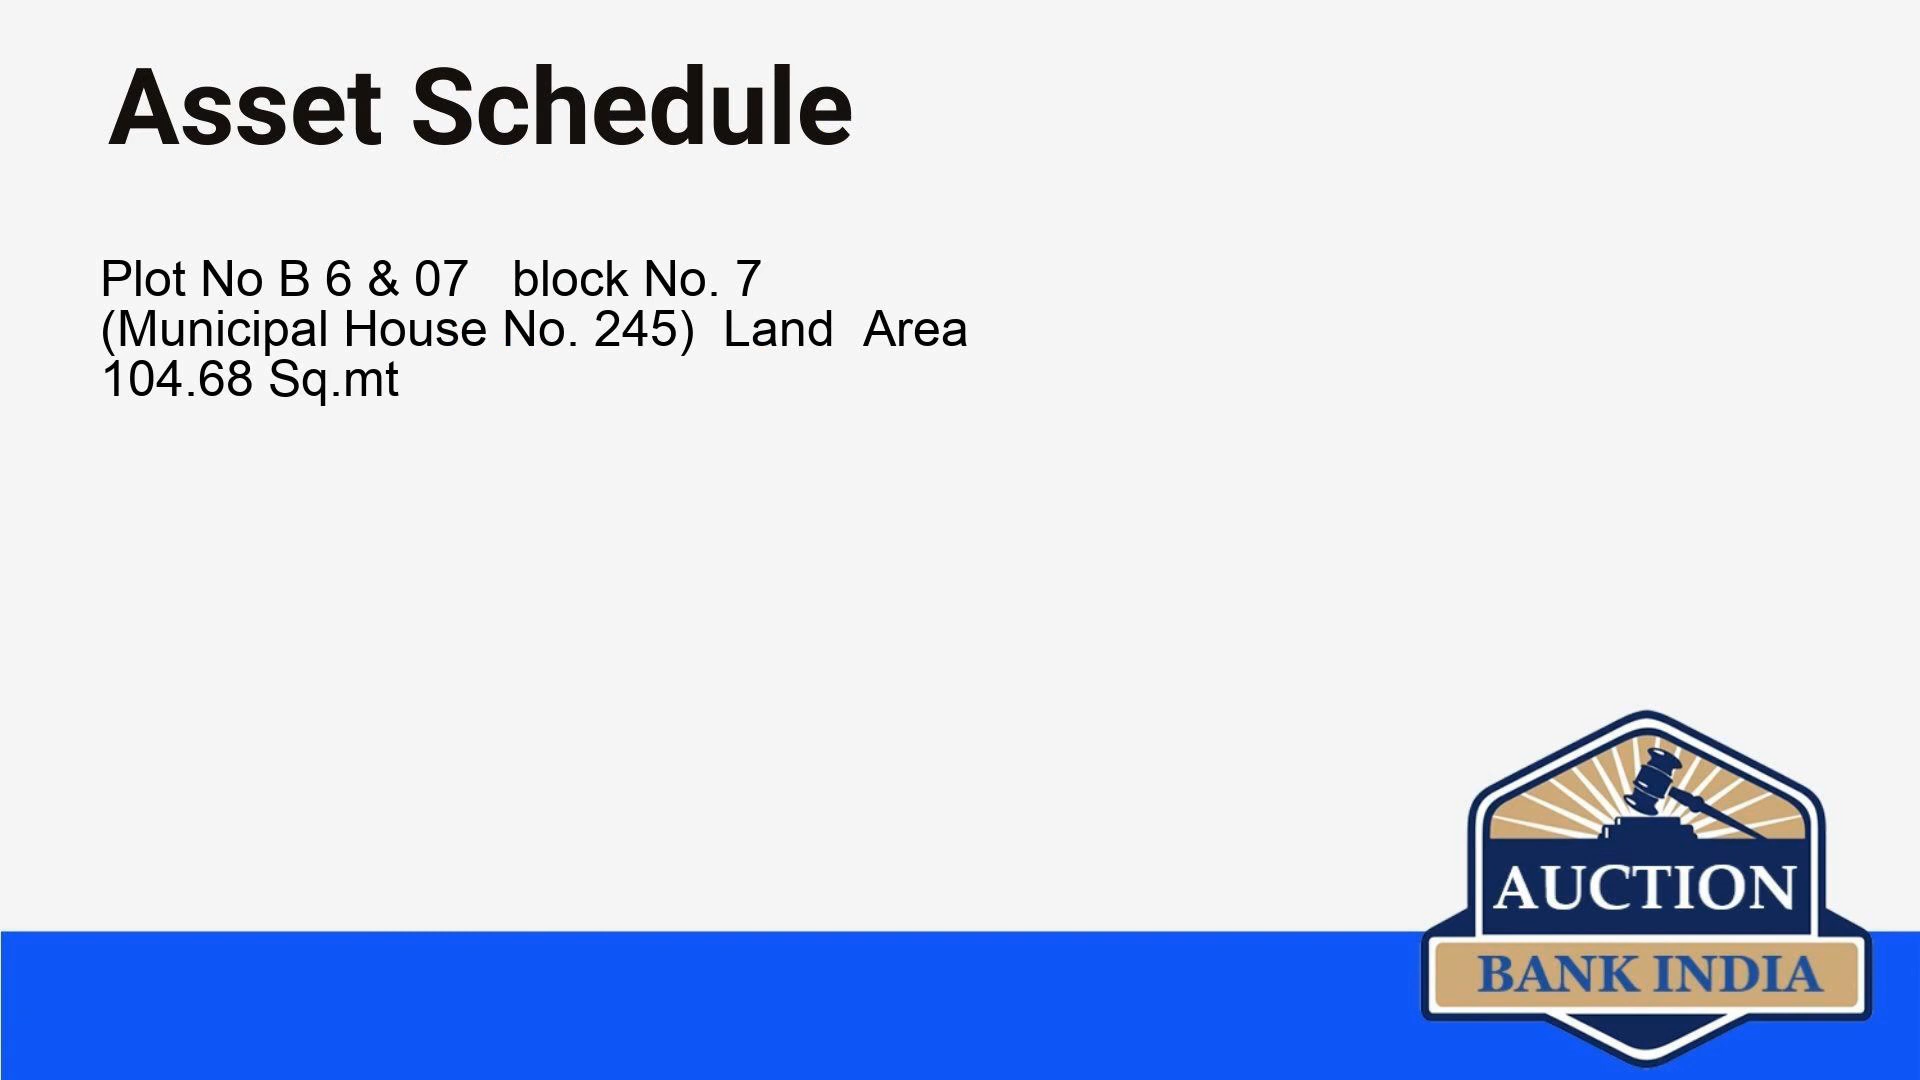 Asset Schedule
Plot No B 6 & 07   block No. 7
(Municipal House No. 245)  Land  Area
104.68 Sq.mt
AUCTION
BANK INDIA